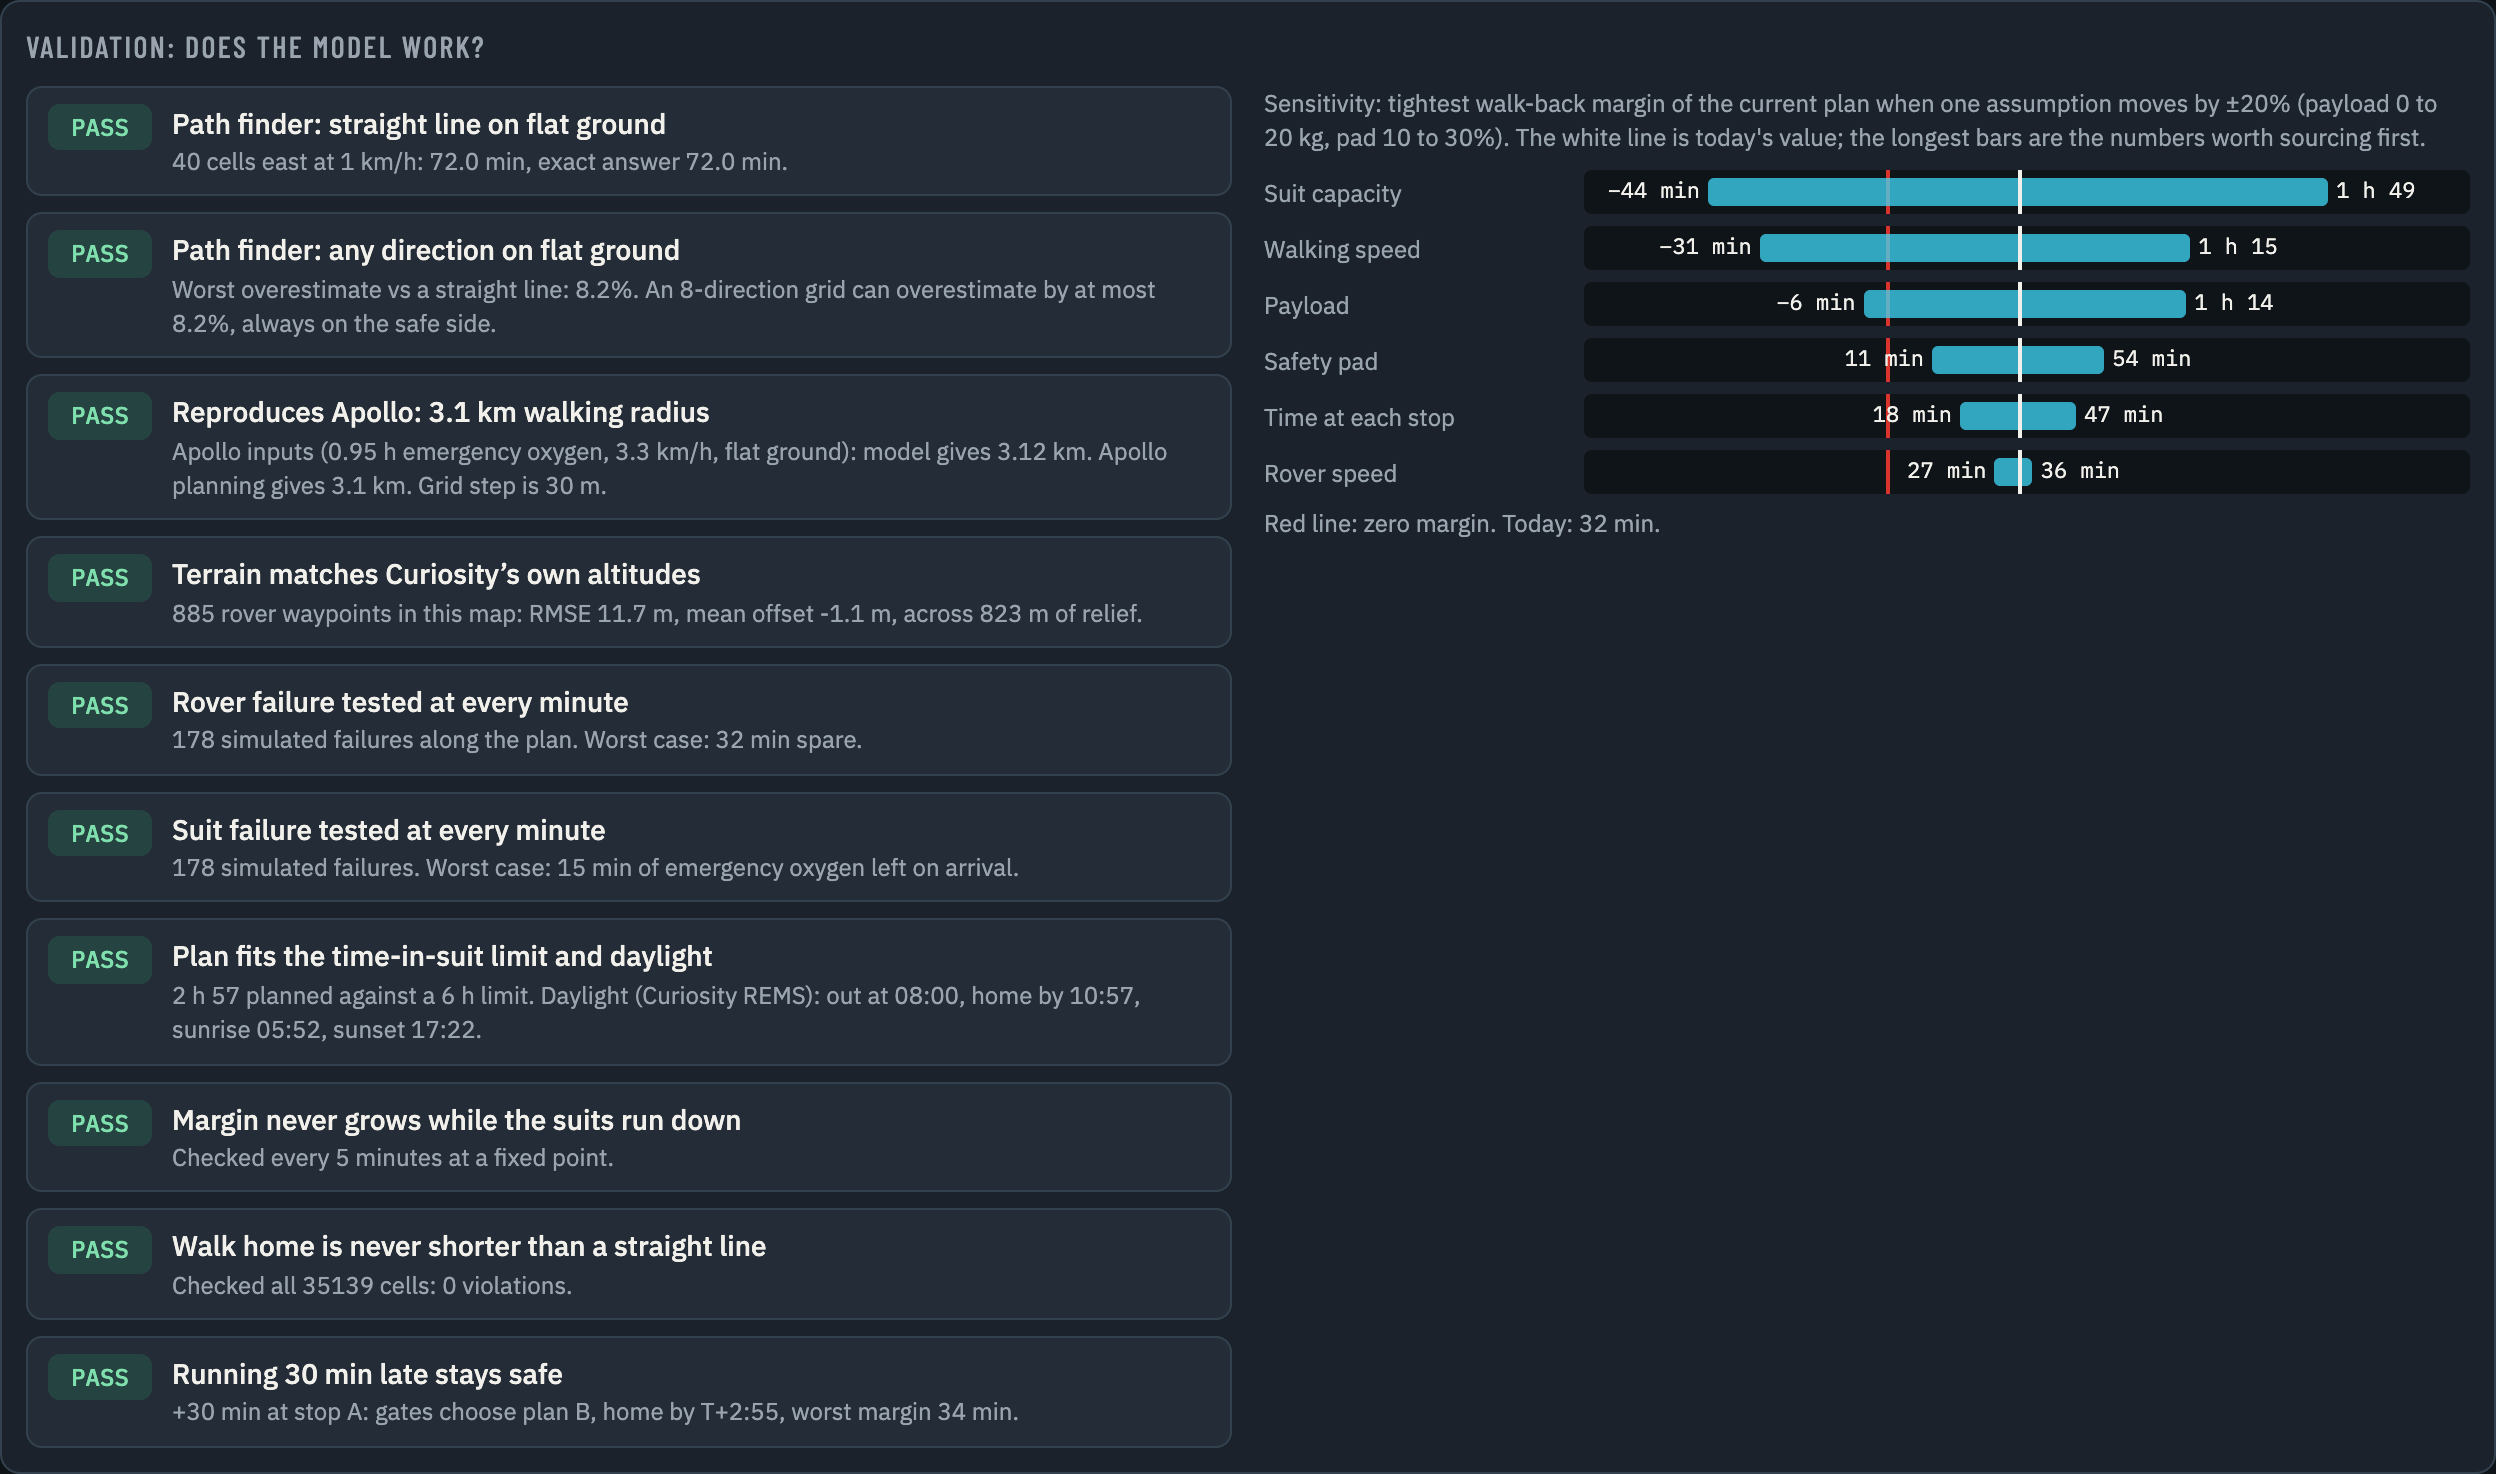 VALIDATION: DOES THE MODEL WORK?
PASS
Path finder: straight line on flat ground
40 cells east at 1 km/h: 72.0 min, exact answer 72.0 min.
PASS
Path finder: any direction on flat ground
Worst overestimate vs a straight line: 8.2%. An 8-direction grid can overestimate by at most
8.2%, always on the safe side.
PASS
Reproduces Apollo: 3.1 km walking radius
Apollo inputs (0.95 h emergency oxygen, 3.3 km/h, flat ground): model gives 3.12 km. Apollo
planning gives 3.1 km. Grid step is 30 m.
PASS
Terrain matches Curiosity’s own altitudes
885 rover waypoints in this map: RMSE 11.7 m, mean offset -1.1 m, across 823 m of relief.
PASS
Rover failure tested at every minute
178 simulated failures along the plan. Worst case: 32 min spare.
PASS
Suit failure tested at every minute
178 simulated failures. Worst case: 15 min of emergency oxygen left on arrival.
PASS
Plan fits the time-in-suit limit and daylight
2 h 57 planned against a 6 h limit. Daylight (Curiosity REMS): out at 08:00, home by 10:57,
sunrise 05:52, sunset 17:22.
PASS
Margin never grows while the suits run down
Checked every 5 minutes at a fixed point.
PASS
Walk home is never shorter than a straight line
Checked all 35139 cells: 0 violations.
PASS
Running 30 min late stays safe
+30 min at stop A: gates choose plan B, home by T+2:55, worst margin 34 min.
Sensitivity: tightest walk-back margin of the current plan when one assumption moves by ±20% (payload 0 to
20 kg, pad 10 to 30%). The white line is today's value; the longest bars are the numbers worth sourcing first.
Suit capacity −44 min 1 h 49
Walking speed −31 min 1 h 15
Payload −6 min 1 h 14
Safety pad 11 min 54 min
Time at each stop 18 min 47 min
Rover speed 27 min 36 min
Red line: zero margin. Today: 32 min.